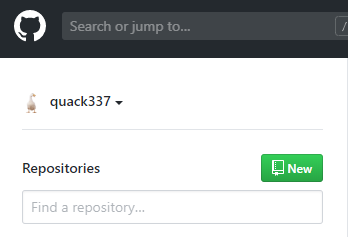 Search or jump to... /
quack337
Repositories
New
Find a repository...